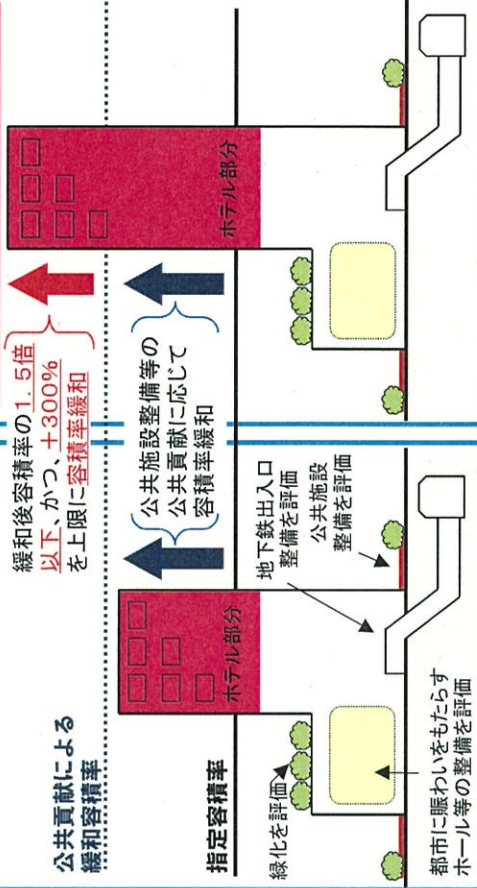 公共貢献による
緩和容積率
指定容積率
緩和後容積率の1.5倍
以下、かつ、+300%
を上限に容積率緩和
公共施設整備等の
公共貢献に応じて
容積率緩和
ホテル部分
ホテル部分
緑化を評価
地下鉄出入口
整備を評価
公共施設
整備を評価
都市に賑わいをもたらす
ホール等の整備を評価